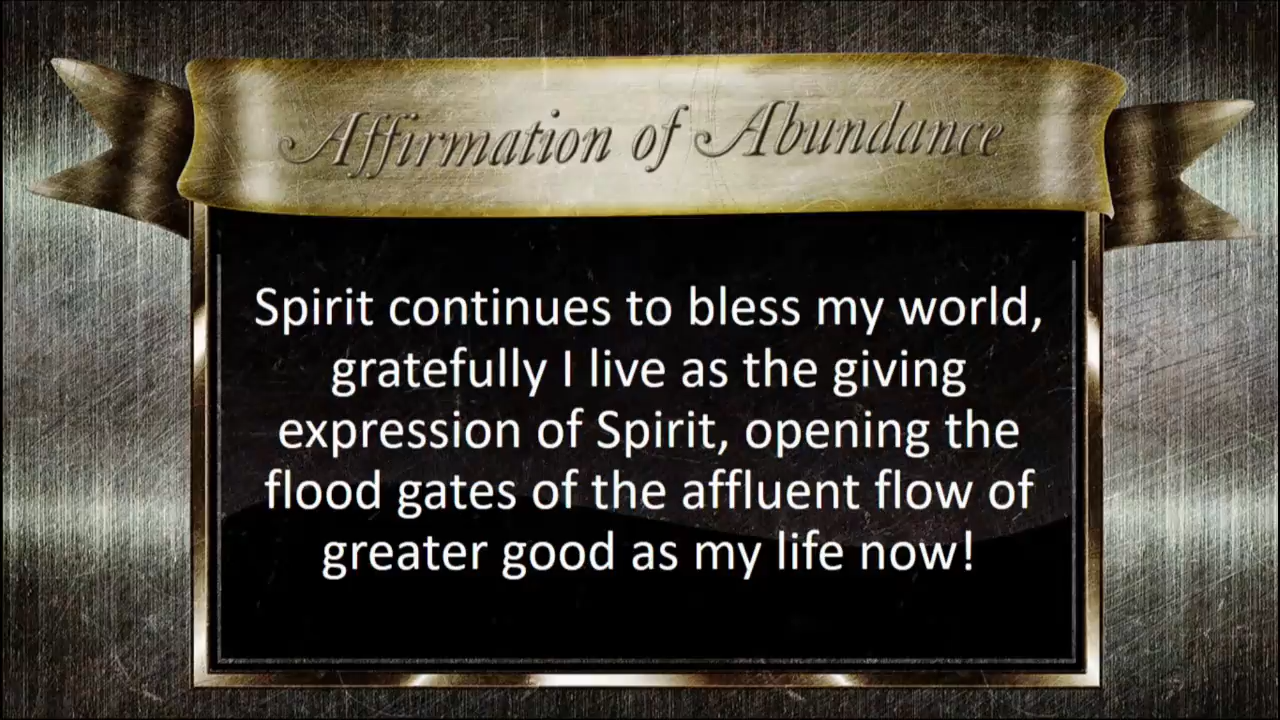 Affirmation of Abundance
Spirit continues to bless my world,
gratefully I live as the giving
expression of Spirit, opening the
flood gates of the affluent flow of
greater good as my life now!